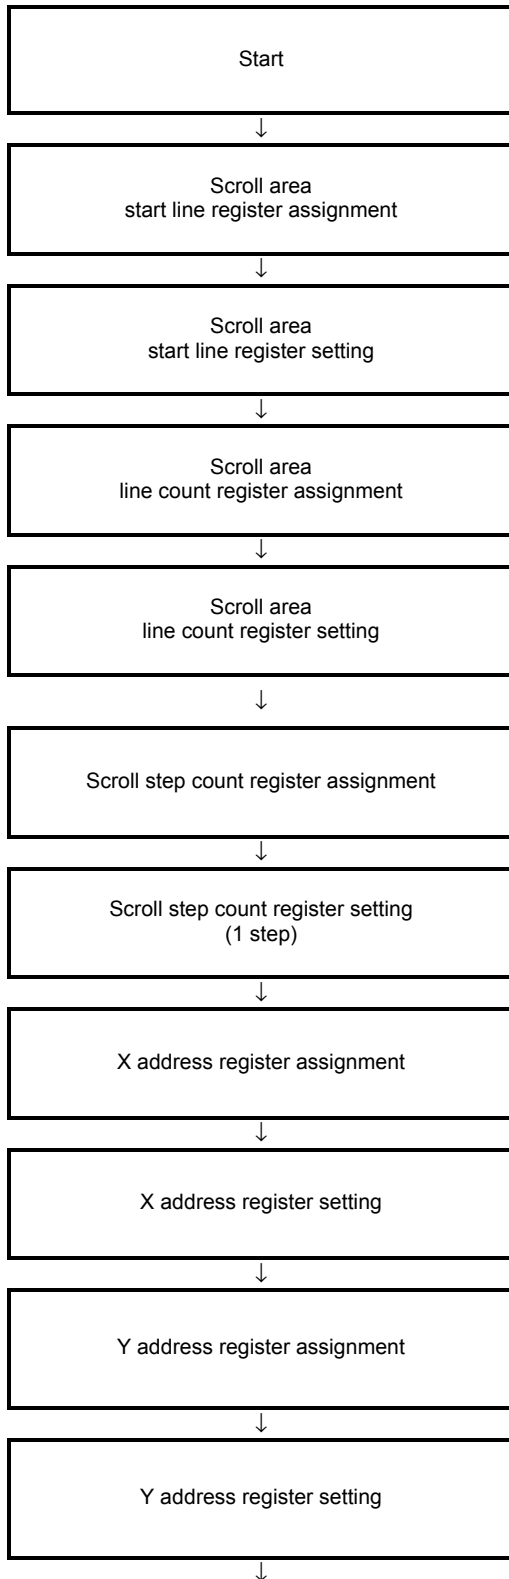 Start
↓
Scroll area
start line register assignment
↓
Scroll area
start line register setting
↓
Scroll area
line count register assignment
↓
Scroll area
line count register setting
↓
Scroll step count register assignment
↓
Scroll step count register setting
(1 step)
↓
X address register assignment
↓
X address register setting
↓
Y address register assignment
↓
Y address register setting
↓